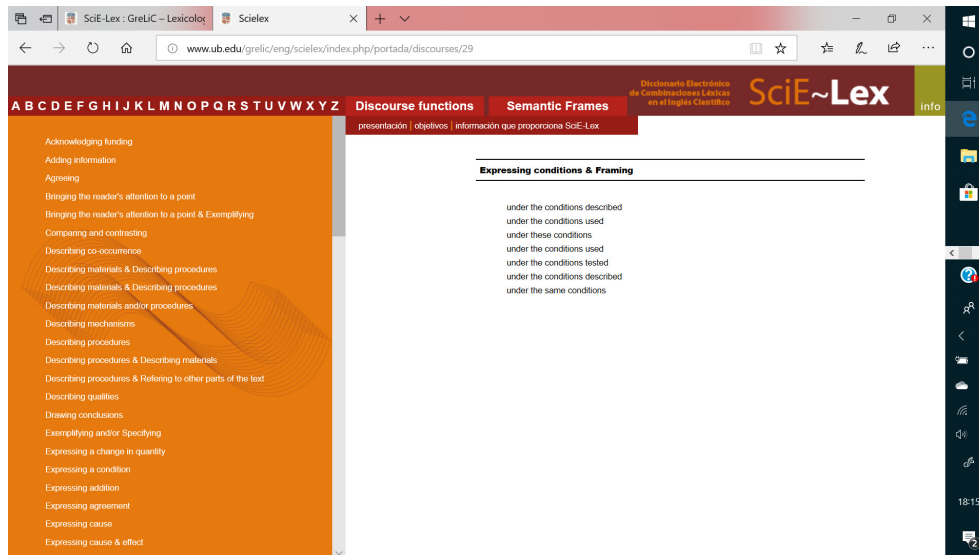 SciE-Lex : GreLiC – Lexicolog
Scielex
www.ub.edu/grelic/eng/scielex/index.php/portada/discourses/29
Diccionario Electrónico
de Combinaciones Léxicas
en el Inglés Científico
SciE~Lex
info
A B C D E F G H I J K L M N O P Q R S T U V W X Y Z
Discourse functions
Semantic Frames
presentación | objetivos | información que proporciona SciE-Lex
Acknowledging funding
Adding information
Agreeing
Bringing the reader's attention to a point
Bringing the reader's attention to a point & Exemplifying
Comparing and contrasting
Describing co-occurrence
Describing materials & Describing procedures
Describing materials & Describing procedures
Describing materials and/or procedures
Describing mechanisms
Describing procedures
Describing procedures & Describing materials
Describing procedures & Refering to other parts of the text
Describing qualities
Drawing conclusions
Exemplifying and/or Specifying
Expressing a change in quantity
Expressing a condition
Expressing addition
Expressing agreement
Expressing cause
Expressing cause & effect
Expressing conditions & Framing
under the conditions described
under the conditions used
under these conditions
under the conditions used
under the conditions tested
under the conditions described
under the same conditions
18:15
2